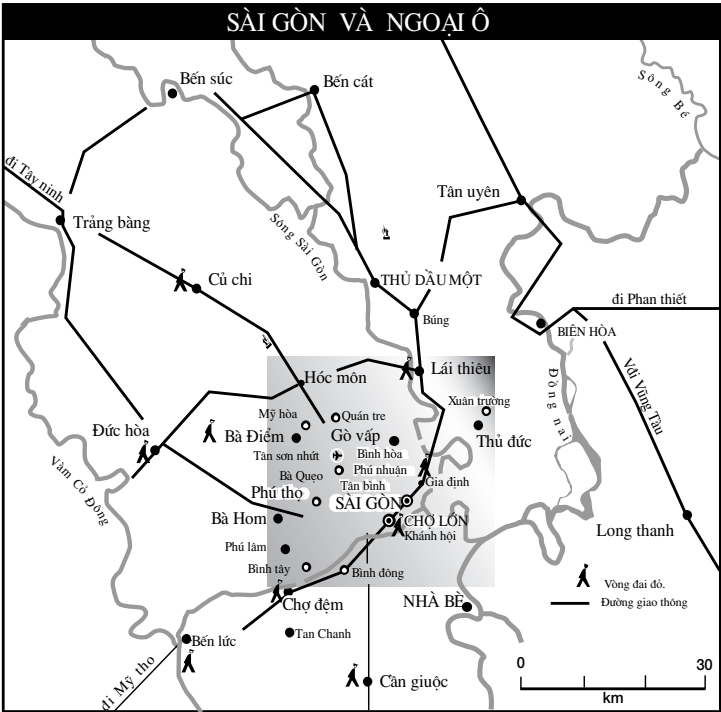 SÀI GÒN VÀ NGOẠI Ô
Bến súc
Bến cát
Sông Bé
đi Tây ninh
Tân uyên
Trảng bàng
Sông Sài Gòn
Củ chi
THỦ DẦU MỘT
đi Phan thiết
Búng
BIÊN HÒA
Vđi Vũng Tàu
Hóc môn
Lái thiêu
Đồng nai
Xuân trường
Mỹ hòa
Quán tre
Đức hòa
Bà Điểm
Gò vấp
Thủ đức
Tân sơn nhứt
Bình hòa
Vàm Cỏ Đông
Bà Quẹo
Phú nhuận
Gia định
Tân bình
Phú thọ
SÀI GÒN
Bà Hom
CHỢ LỚN
Khánh hội
Long thanh
Phú lâm
Bình tây
Bình đông
Vòng đai đỏ.
Chợ đệm
NHÀ BÈ
Đường giao thông
Bến lức
Tan Chanh
đi Mỹ tho
Cần giuộc
0 30
km